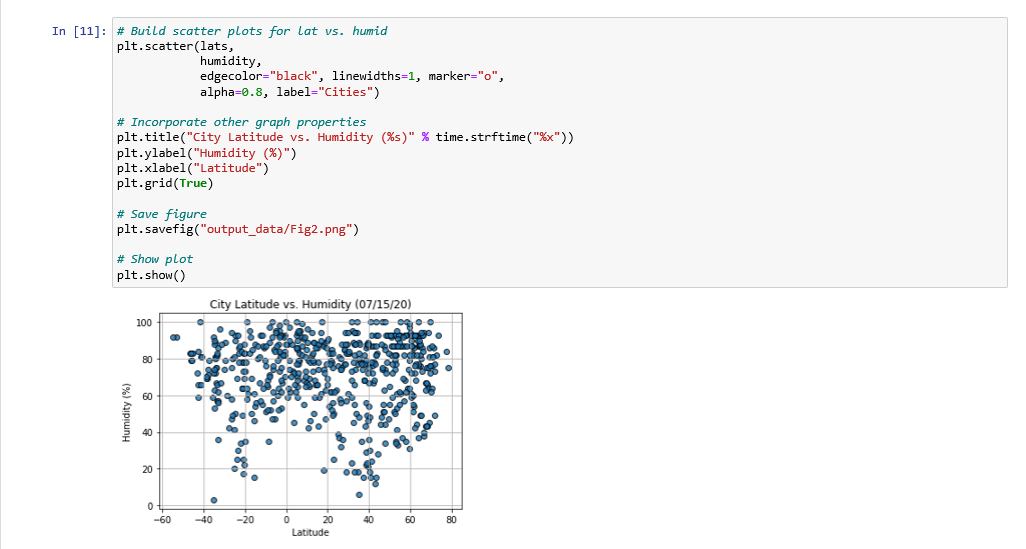 In [11]: # Build scatter plots for lat vs. humid
plt.scatter(lats,
            humidity,
            edgecolor="black", linewidths=1, marker="o",
            alpha=0.8, label="Cities")

# Incorporate other graph properties
plt.title("City Latitude vs. Humidity (%s)" % time.strftime("%x"))
plt.ylabel("Humidity (%)")
plt.xlabel("Latitude")
plt.grid(True)

# Save figure
plt.savefig("output_data/Fig2.png")

# Show plot
plt.show()

City Latitude vs. Humidity (07/15/20)
100
80
60
40
20
0
Humidity (%)
−60 −40 −20 0 20 40 60 80
Latitude